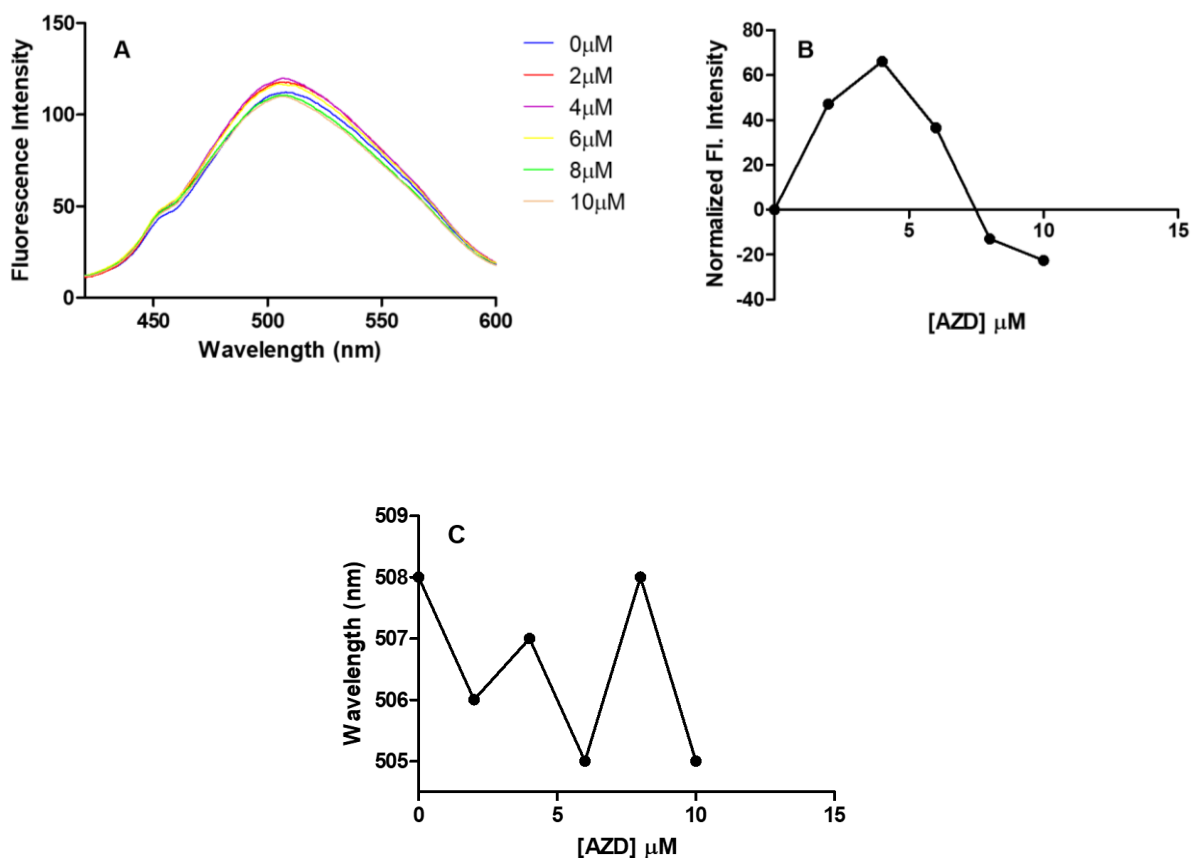 A
Fluorescence Intensity
150
100
50
0
450
500
550
600
Wavelength (nm)
0μM
2μM
4μM
6μM
8μM
10μM
B
Normalized Fl. Intensity
80
60
40
20
0
-20
-40
5
10
15
[AZD] μM
C
Wavelength (nm)
509
508
507
506
505
0
5
10
15
[AZD] μM